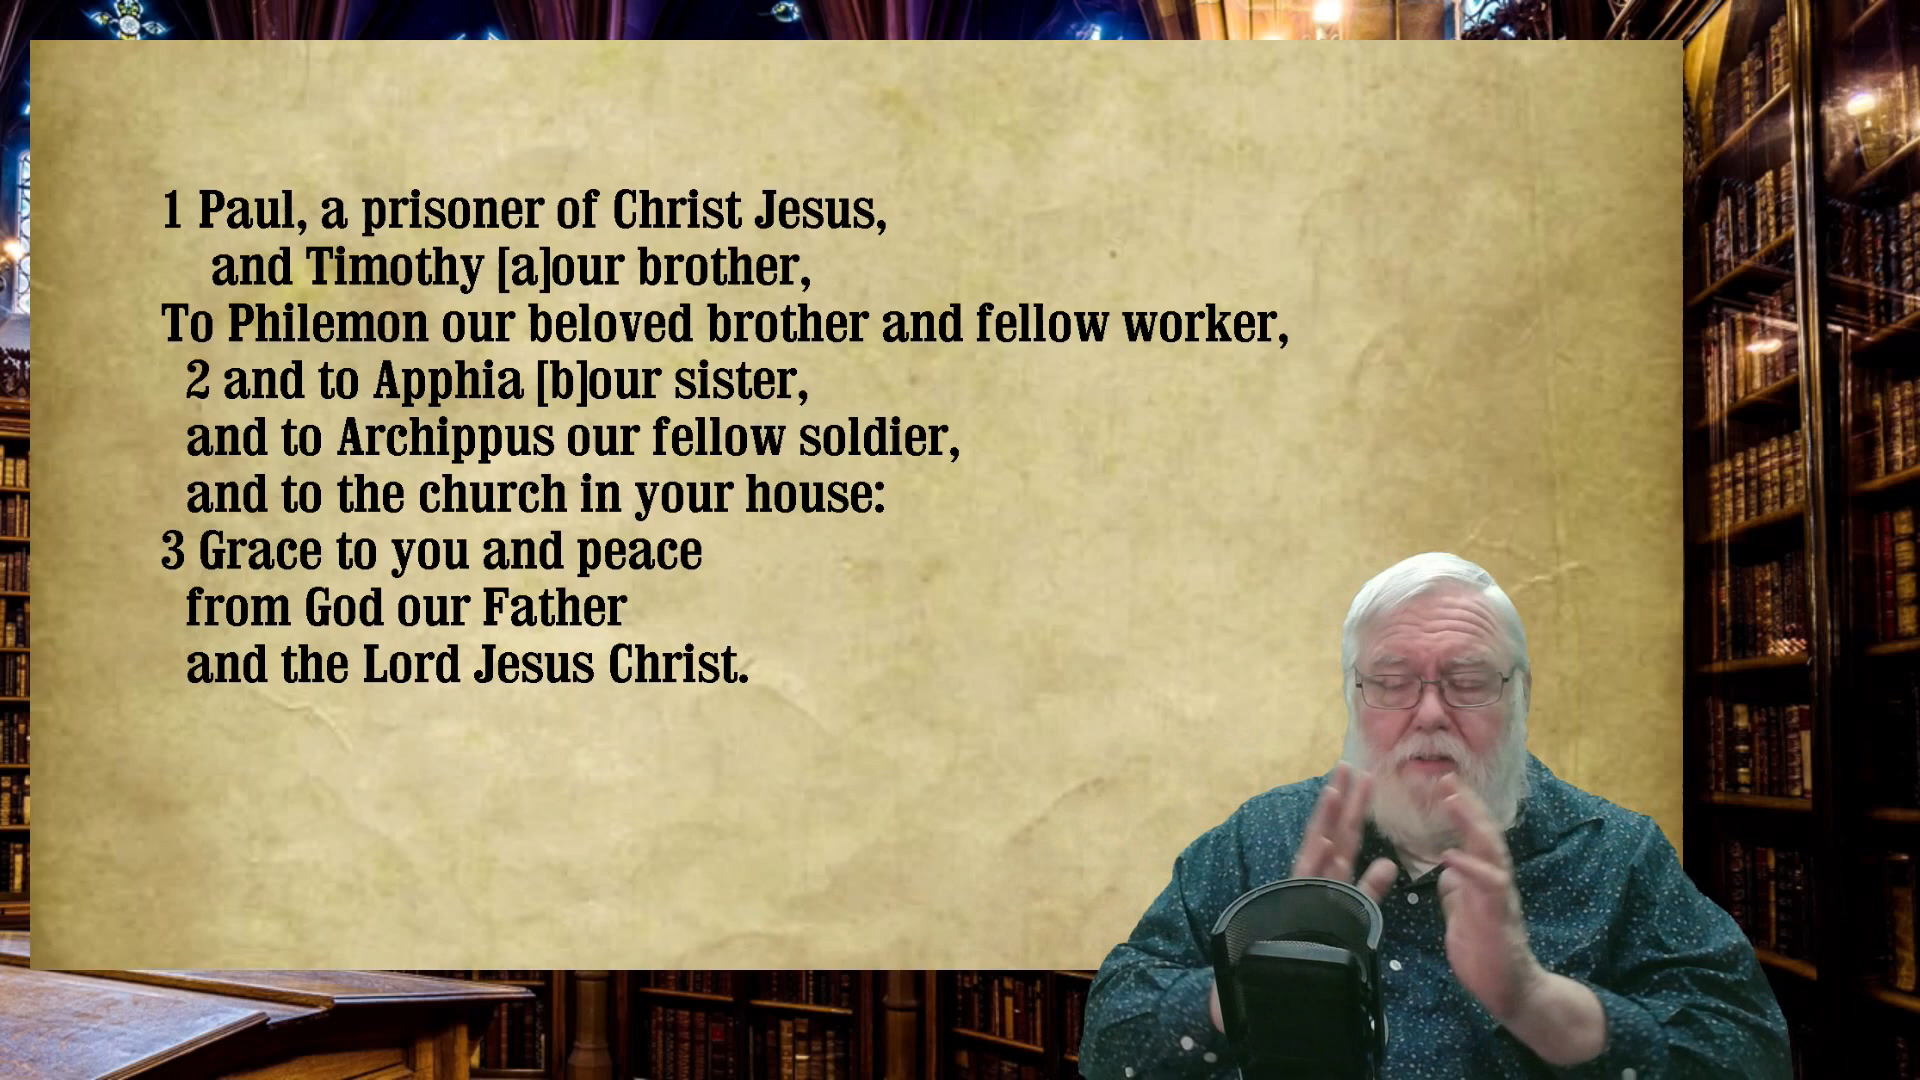 1 Paul, a prisoner of Christ Jesus,
and Timothy [a]our brother,
To Philemon our beloved brother and fellow worker,
2 and to Apphia [b]our sister,
and to Archippus our fellow soldier,
and to the church in your house:
3 Grace to you and peace
from God our Father
and the Lord Jesus Christ.